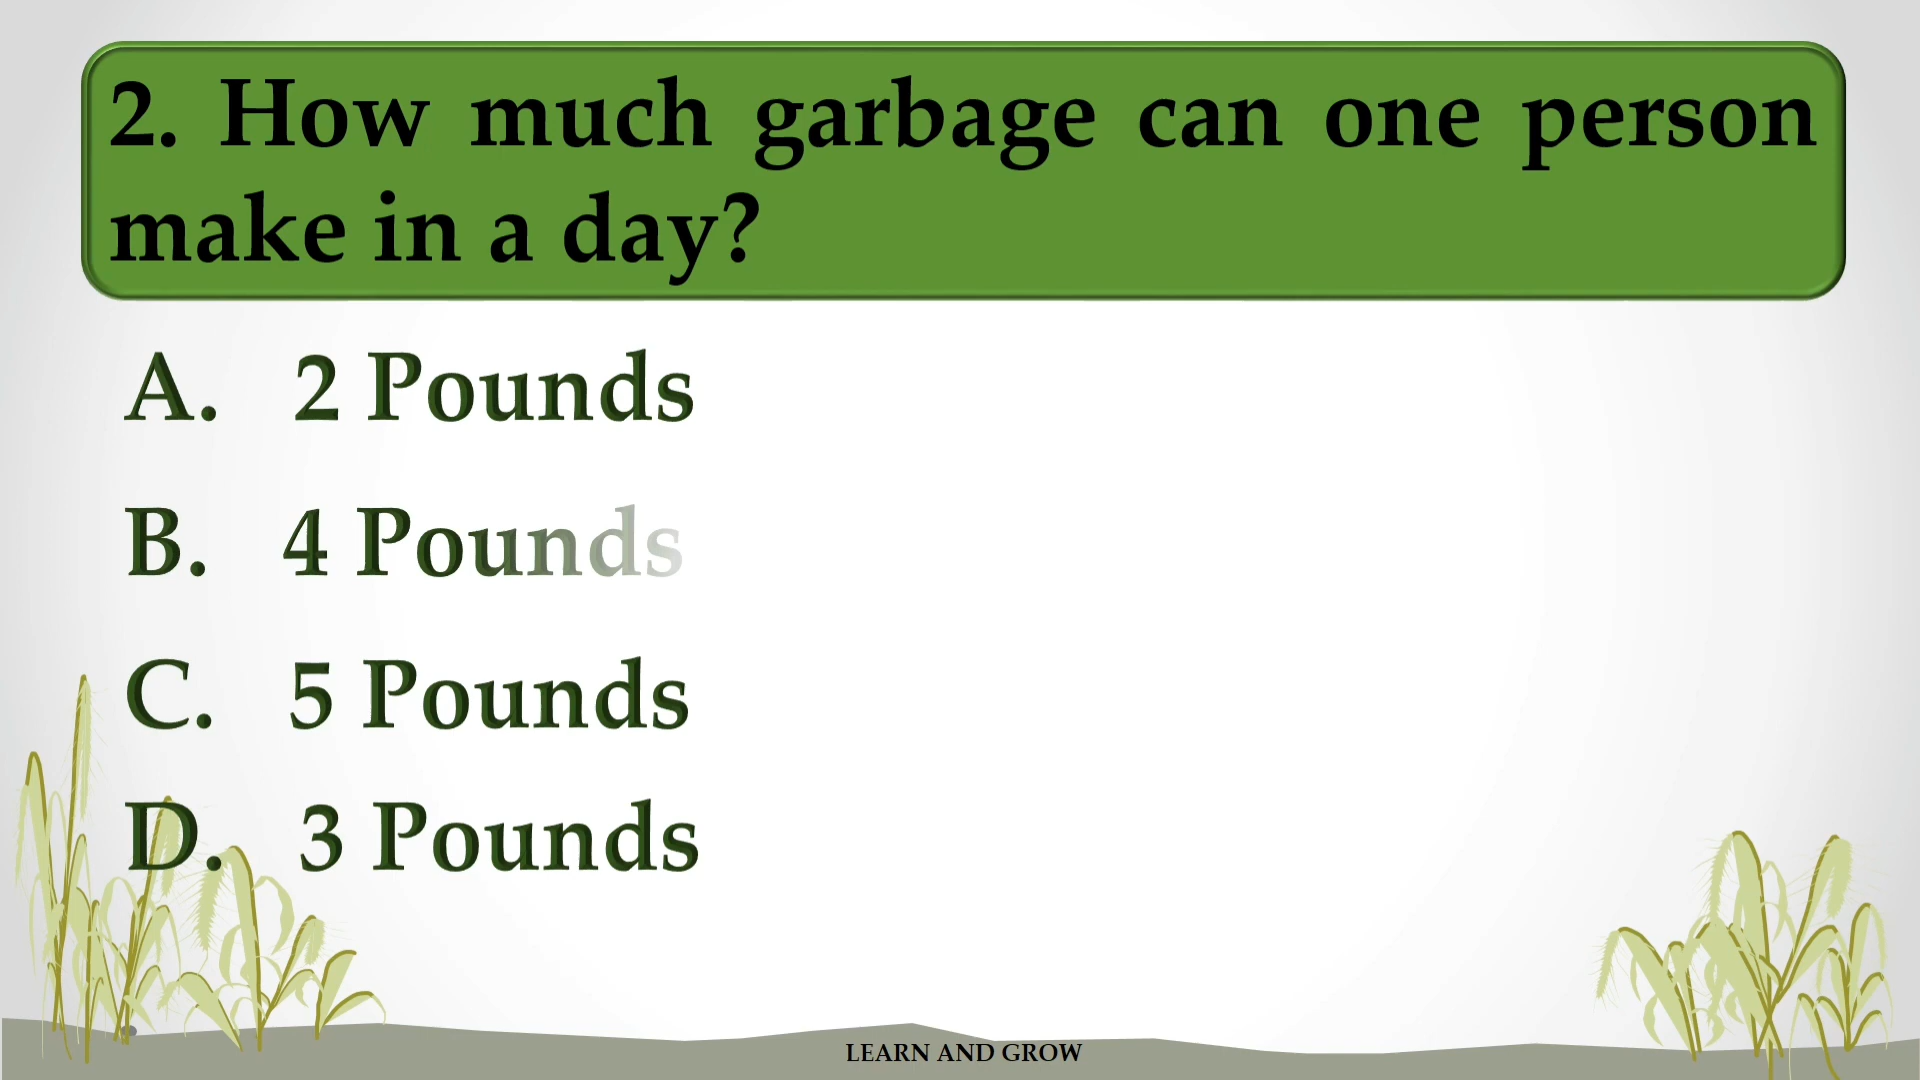 2. How much garbage can one person
make in a day?
A. 2 Pounds
B. 4 Pounds
C. 5 Pounds
D. 3 Pounds
LEARN AND GROW